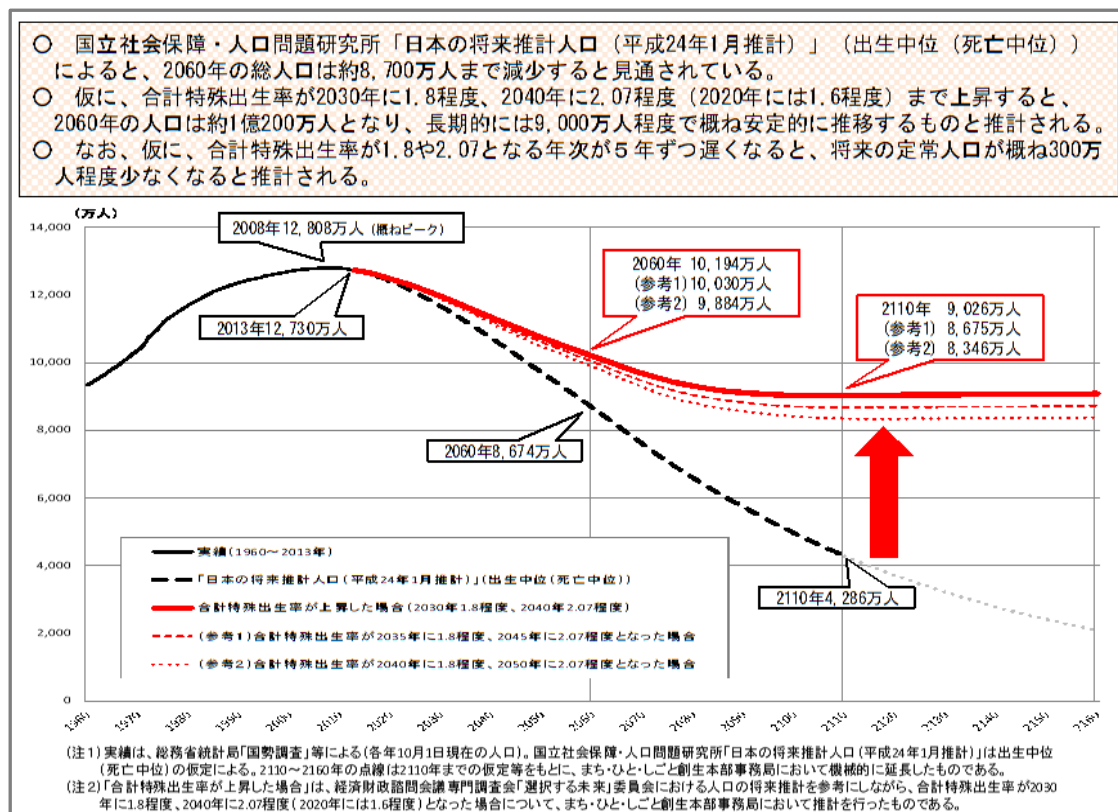 ○ 国立社会保障・人口問題研究所「日本の将来推計人口(平成24年1月推計)」(出生中位(死亡中位))
によると、2060年の総人口は約8,700万人まで減少すると見通されている。
○ 仮に、合計特殊出生率が2030年に1.8程度、2040年に2.07程度(2020年には1.6程度)まで上昇すると、
2060年の人口は約1億200万人となり、長期的には9,000万人程度で概ね安定的に推移するものと推計される。
○ なお、仮に、合計特殊出生率が1.8や2.07となる年次が5年ずつ遅くなると、将来の定常人口が概ね300万
人程度少なくなると推計される。
(万人)
14,000
12,000
10,000
8,000
6,000
4,000
2,000
0
2008年12,808万人(概ねピーク)
2013年12,730万人
2060年 10,194万人
(参考1)10,030万人
(参考2) 9,884万人
2110年 9,026万人
(参考1) 8,675万人
(参考2) 8,346万人
2060年8,674万人
2110年4,286万人
実績(1960~2013年)
「日本の将来推計人口(平成24年1月推計)」(出生中位(死亡中位))
合計特殊出生率が上昇した場合(2030年1.8程度、2040年2.07程度)
(参考1)合計特殊出生率が2035年に1.8程度、2045年に2.07程度となった場合
(参考2)合計特殊出生率が2040年に1.8程度、2050年に2.07程度となった場合
1960 1970 1980 1990 2000 2010 2020 2030 2040 2050 2060 2070 2080 2090 2100 2110 2120 2130 2140 2150 2160
(注1)実績は、総務省統計局「国勢調査」等による(各年10月1日現在の人口)。国立社会保障・人口問題研究所「日本の将来推計人口(平成24年1月推計)」は出生中位
(死亡中位)の仮定による。2110~2160年の点線は2110年までの仮定等をもとに、まち・ひと・しごと創生本部事務局において機械的に延長したものである。
(注2)「合計特殊出生率が上昇した場合」は、経済財政諮問会議専門調査会「選択する未来」委員会における人口の将来推計を参考にしながら、合計特殊出生率が2030
年に1.8程度、2040年に2.07程度(2020年には1.6程度)となった場合について、まち・ひと・しごと創生本部事務局において推計を行ったものである。